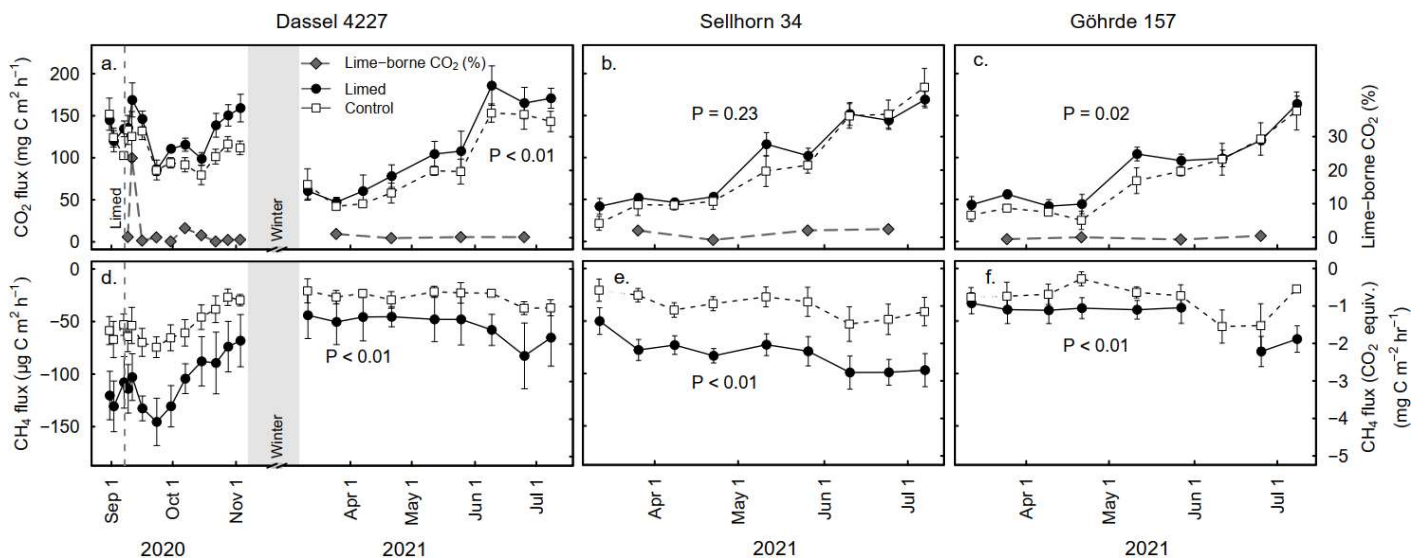 Dassel 4227
Sellhorn 34
Göhrde 157
a.
Lime−borne CO₂ (%)
Limed
Control
P < 0.01
Limed
Winter
200
150
100
50
0
CO₂ flux (mg C m² h⁻¹)
b.
P = 0.23
c.
P = 0.02
30
20
10
0
Lime−borne CO₂ (%)
d.
P < 0.01
Winter
0
−50
−100
−150
CH₄ flux (µg C m² h⁻¹)
e.
P < 0.01
f.
P < 0.01
0
−1
−2
−3
−4
−5
CH₄ flux (CO₂ equiv.)
(mg C m⁻² hr⁻¹)
Sep 1
Oct 1
Nov 1
Apr 1
May 1
Jun 1
Jul 1
Apr 1
May 1
Jun 1
Jul 1
Apr 1
May 1
Jun 1
Jul 1
2020
2021
2021
2021